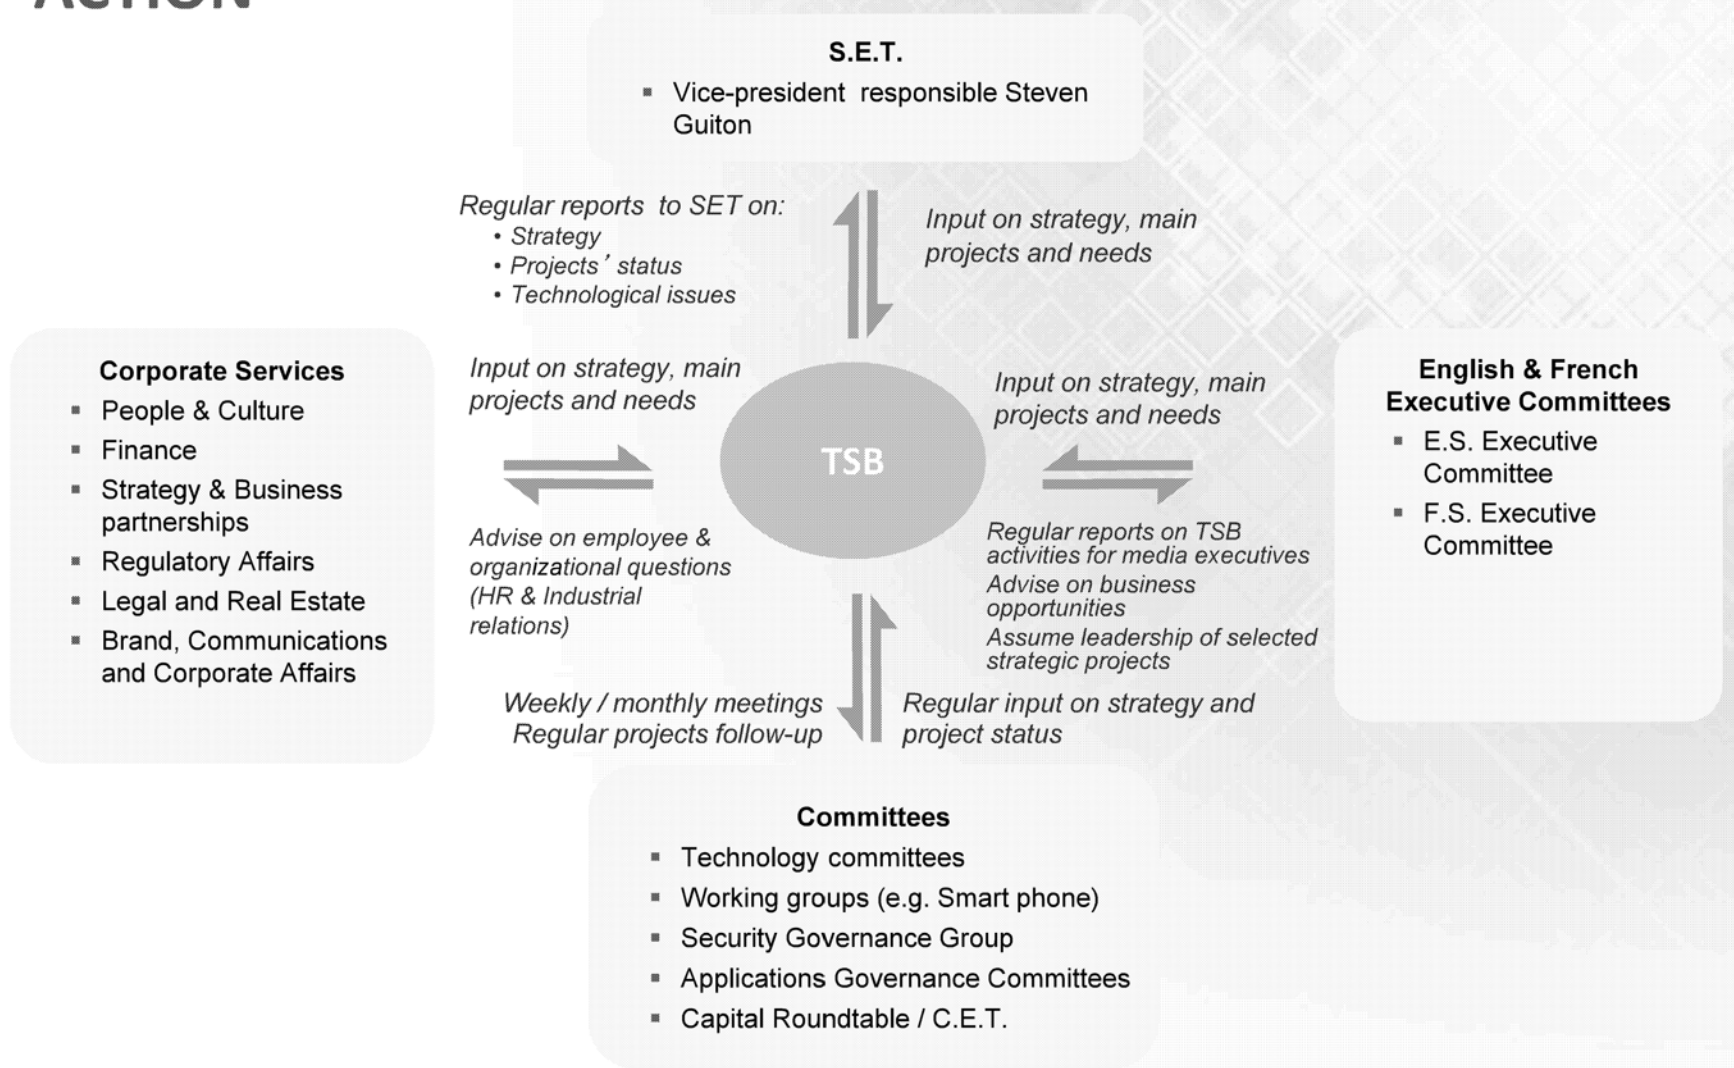 ACTION
S.E.T.
▪ Vice-president responsible Steven
Guiton
Regular reports to SET on:
• Strategy
• Projects’ status
• Technological issues
Input on strategy, main
projects and needs
Corporate Services
▪ People & Culture
▪ Finance
▪ Strategy & Business
partnerships
▪ Regulatory Affairs
▪ Legal and Real Estate
▪ Brand, Communications
and Corporate Affairs
Input on strategy, main
projects and needs
Advise on employee &
organizational questions
(HR & Industrial
relations)
TSB
Input on strategy, main
projects and needs
Regular reports on TSB
activities for media executives
Advise on business
opportunities
Assume leadership of selected
strategic projects
English & French
Executive Committees
▪ E.S. Executive
Committee
▪ F.S. Executive
Committee
Weekly / monthly meetings
Regular projects follow-up
Regular input on strategy and
project status
Committees
▪ Technology committees
▪ Working groups (e.g. Smart phone)
▪ Security Governance Group
▪ Applications Governance Committees
▪ Capital Roundtable / C.E.T.